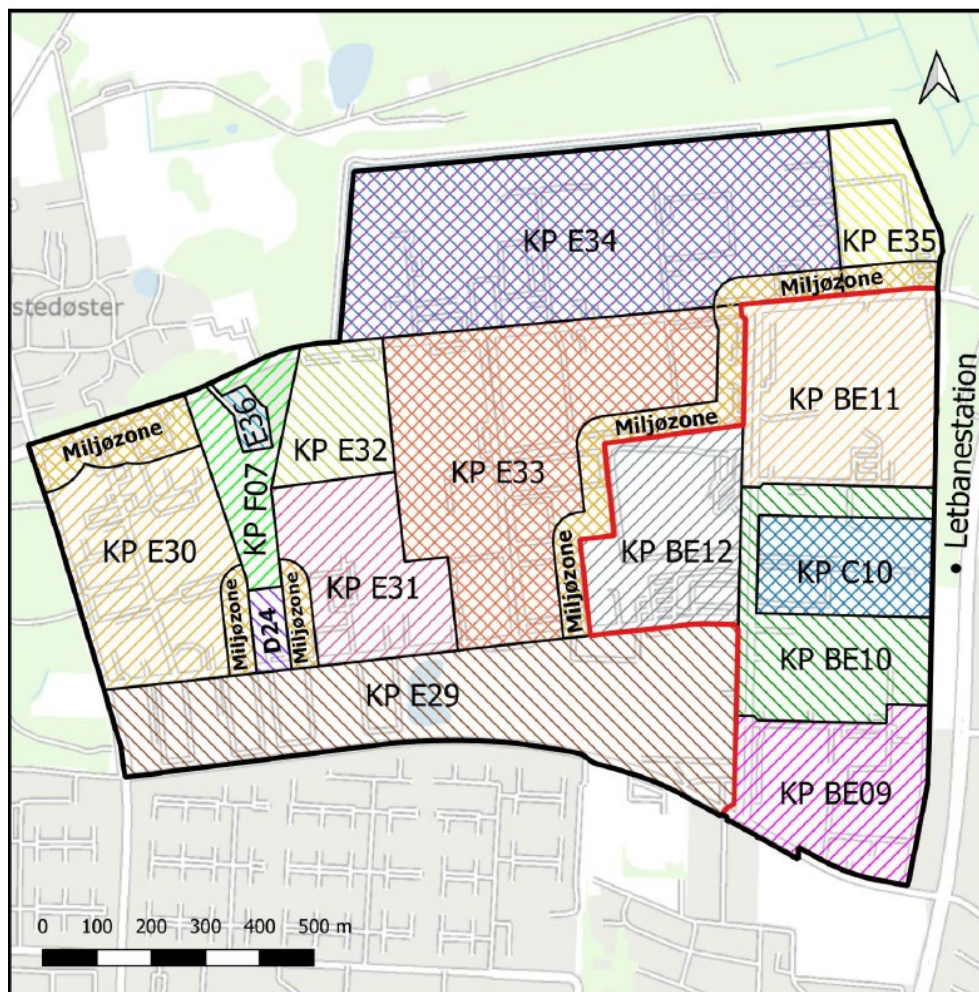 KP E34
KP E35
Miljøzone
stedøster
KP BE11
E36
Miljøzone
Miljøzone
KP E32
KP E33
KP F07
KP E30
KP BE12
Letbanestation
KP C10
KP E31
Miljøzone
Miljøzone
D24
Miljøzone
KP BE10
KP E29
KP BE09
0 100 200 300 400 500 m